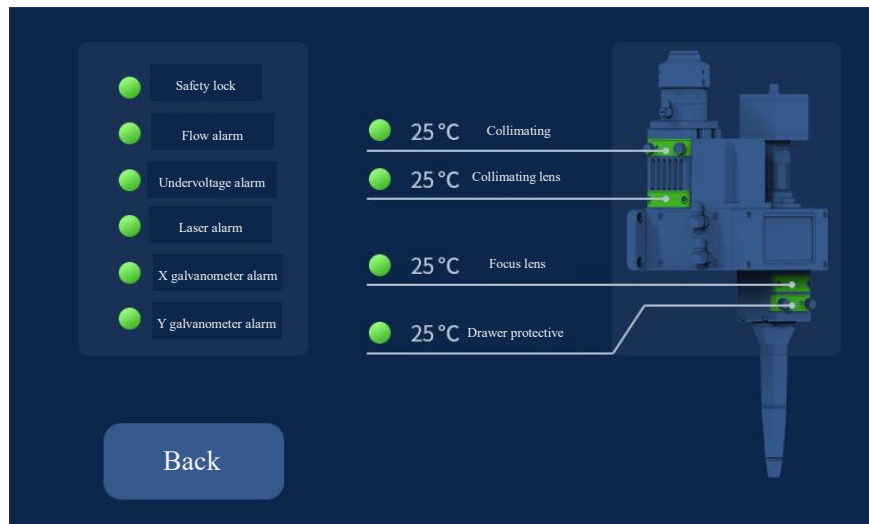 Safety lock
Flow alarm
Undervoltage alarm
Laser alarm
X galvanometer alarm
Y galvanometer alarm
25°C Collimating
25°C Collimating lens
25°C Focus lens
25°C Drawer protective
Back